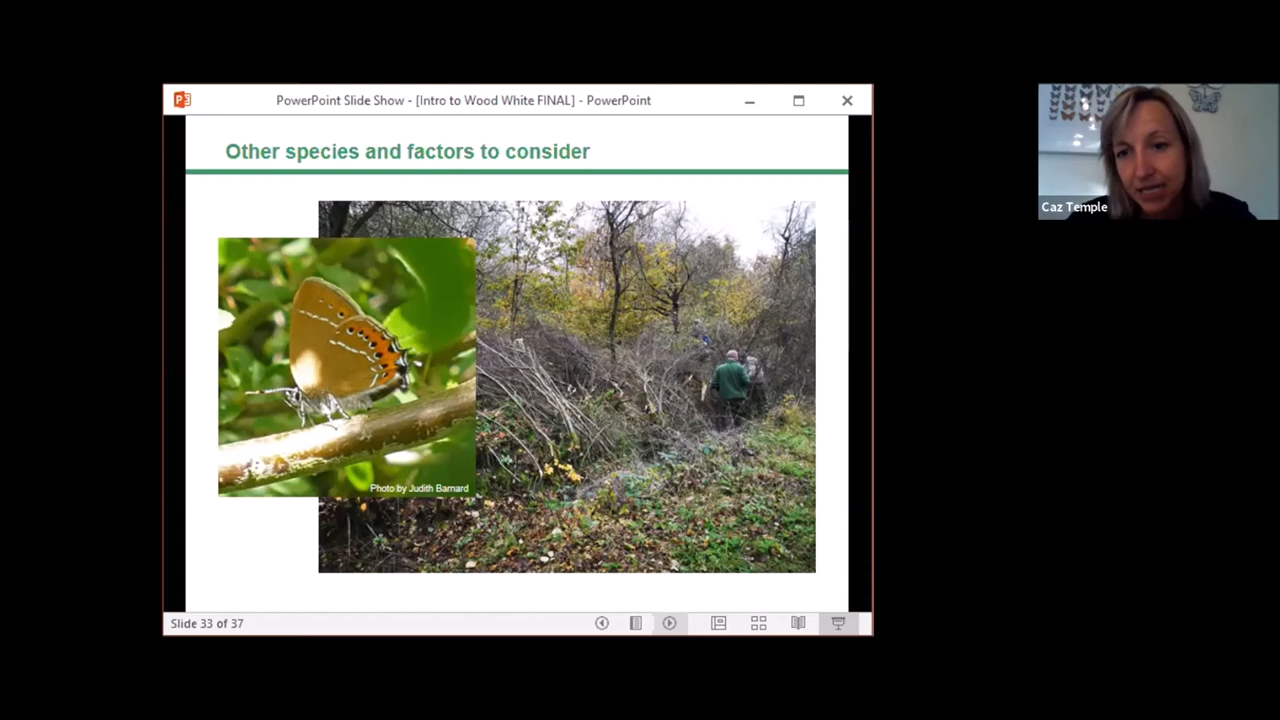 PowerPoint Slide Show - [Intro to Wood White FINAL] - PowerPoint
Other species and factors to consider
Caz Temple
Photo by Judith Barnard
Slide 33 of 37